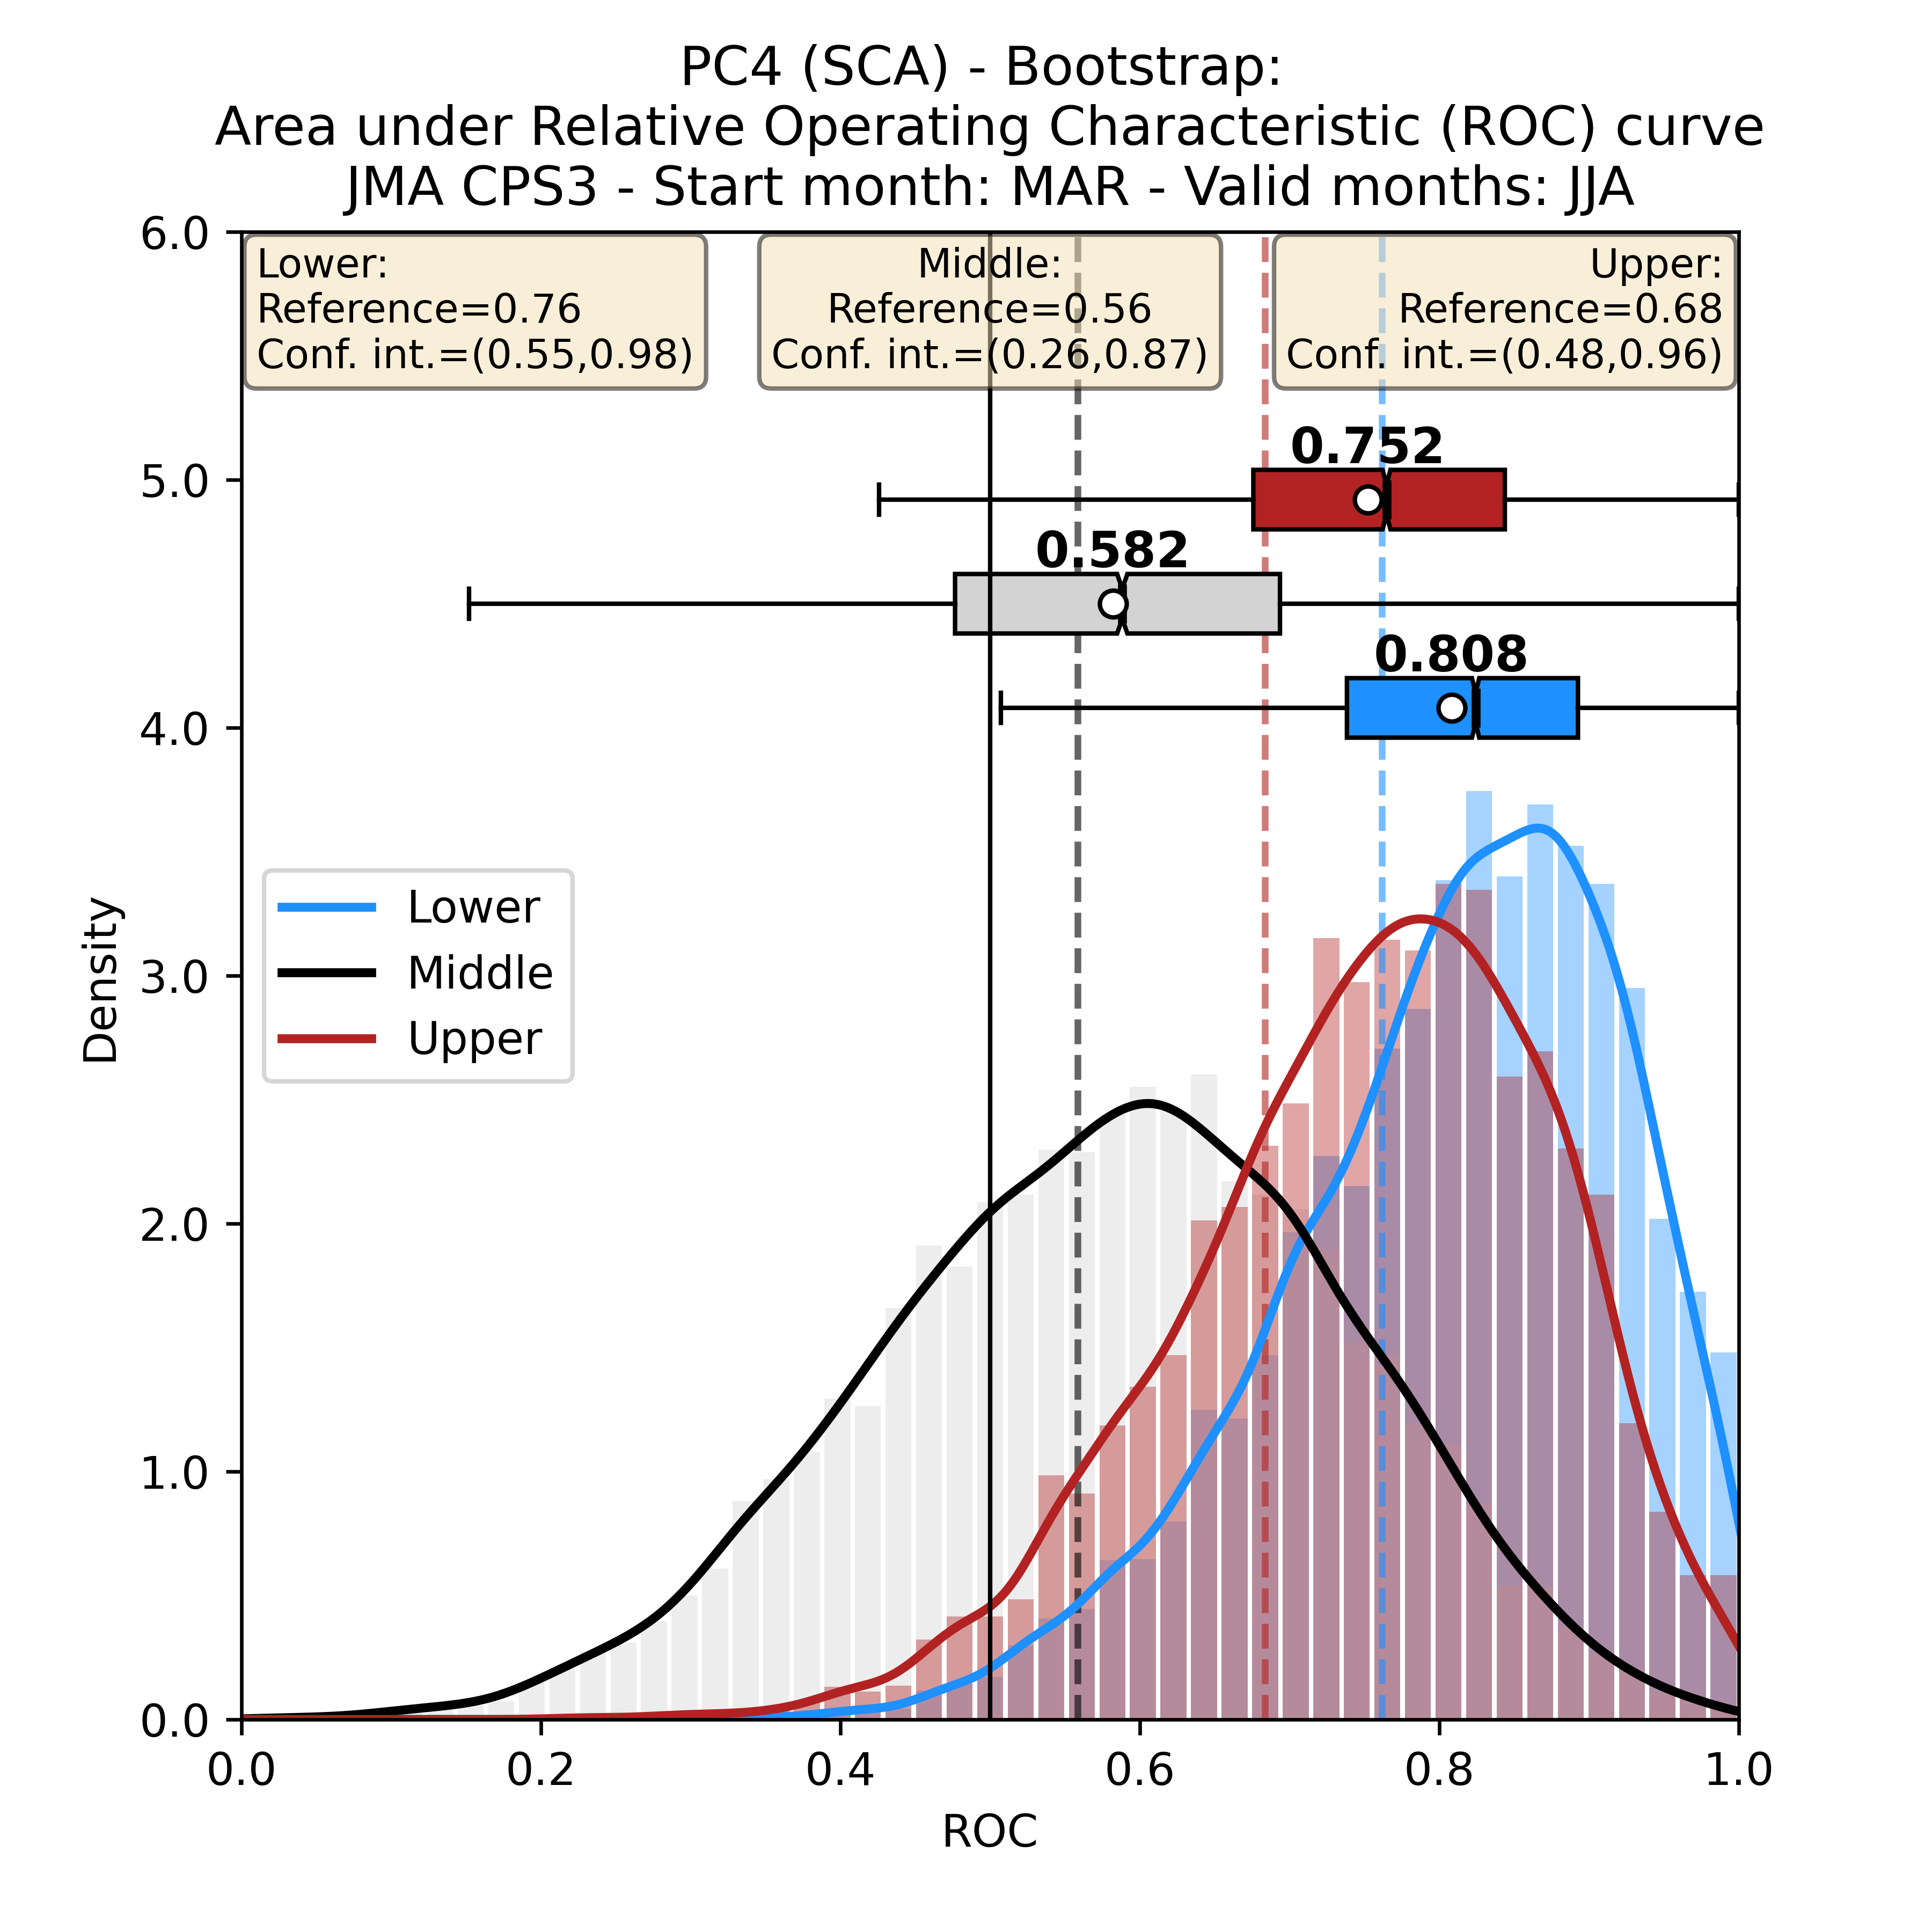 PC4 (SCA) - Bootstrap:
Area under Relative Operating Characteristic (ROC) curve
JMA CPS3 - Start month: MAR - Valid months: JJA
6.0
Lower:
Reference=0.76
Conf. int.=(0.55,0.98)
Middle:
Reference=0.56
Conf. int.=(0.26,0.87)
Upper:
Reference=0.68
Conf. int.=(0.48,0.96)
0.752
5.0
0.582
0.808
4.0
Lower
Middle
Upper
Density
3.0
2.0
1.0
0.0
0.0
0.2
0.4
0.6
0.8
1.0
ROC